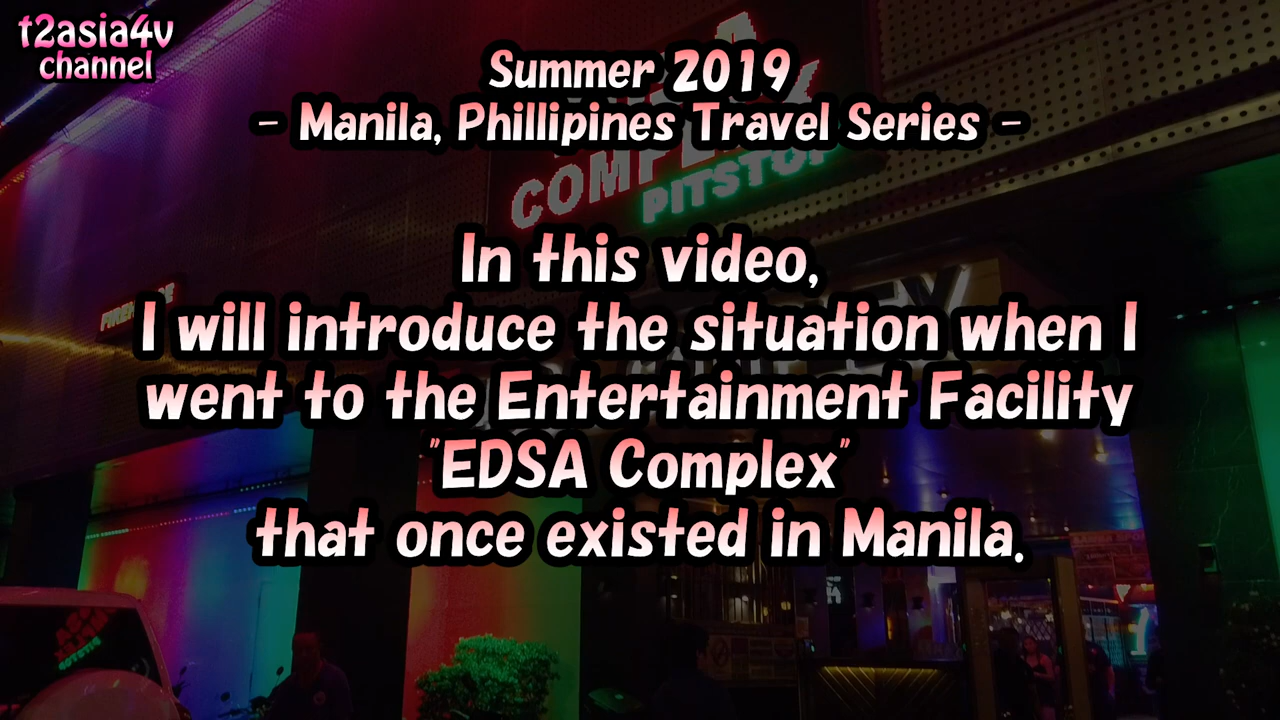 t2asia4v
channel
Summer 2019
- Manila, Phillipines Travel Series -
COMPLEX
PITSTOP
In this video,
I will introduce the situation when I
went to the Entertainment Facility
"EDSA Complex"
that once existed in Manila.